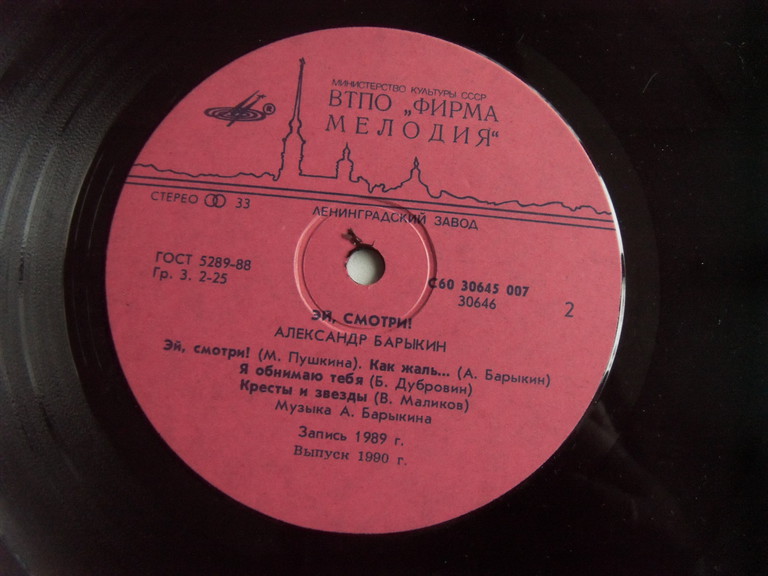 МИНИСТЕРСТВО КУЛЬТУРЫ СССР
ВТПО „ФИРМА
МЕЛОДИЯ“
®
СТЕРЕО 33
ЛЕНИНГРАДСКИЙ ЗАВОД
ГОСТ 5289-88
Гр. 3. 2-25
С60 30645 007
30646
2
ЭЙ, СМОТРИ!
АЛЕКСАНДР БАРЫКИН
Эй, смотри! (М. Пушкина). Как жаль... (А. Барыкин)
Я обнимаю тебя (Б. Дубровин)
Кресты и звезды (В. Маликов)
Музыка А. Барыкина
Запись 1989 г.
Выпуск 1990 г.